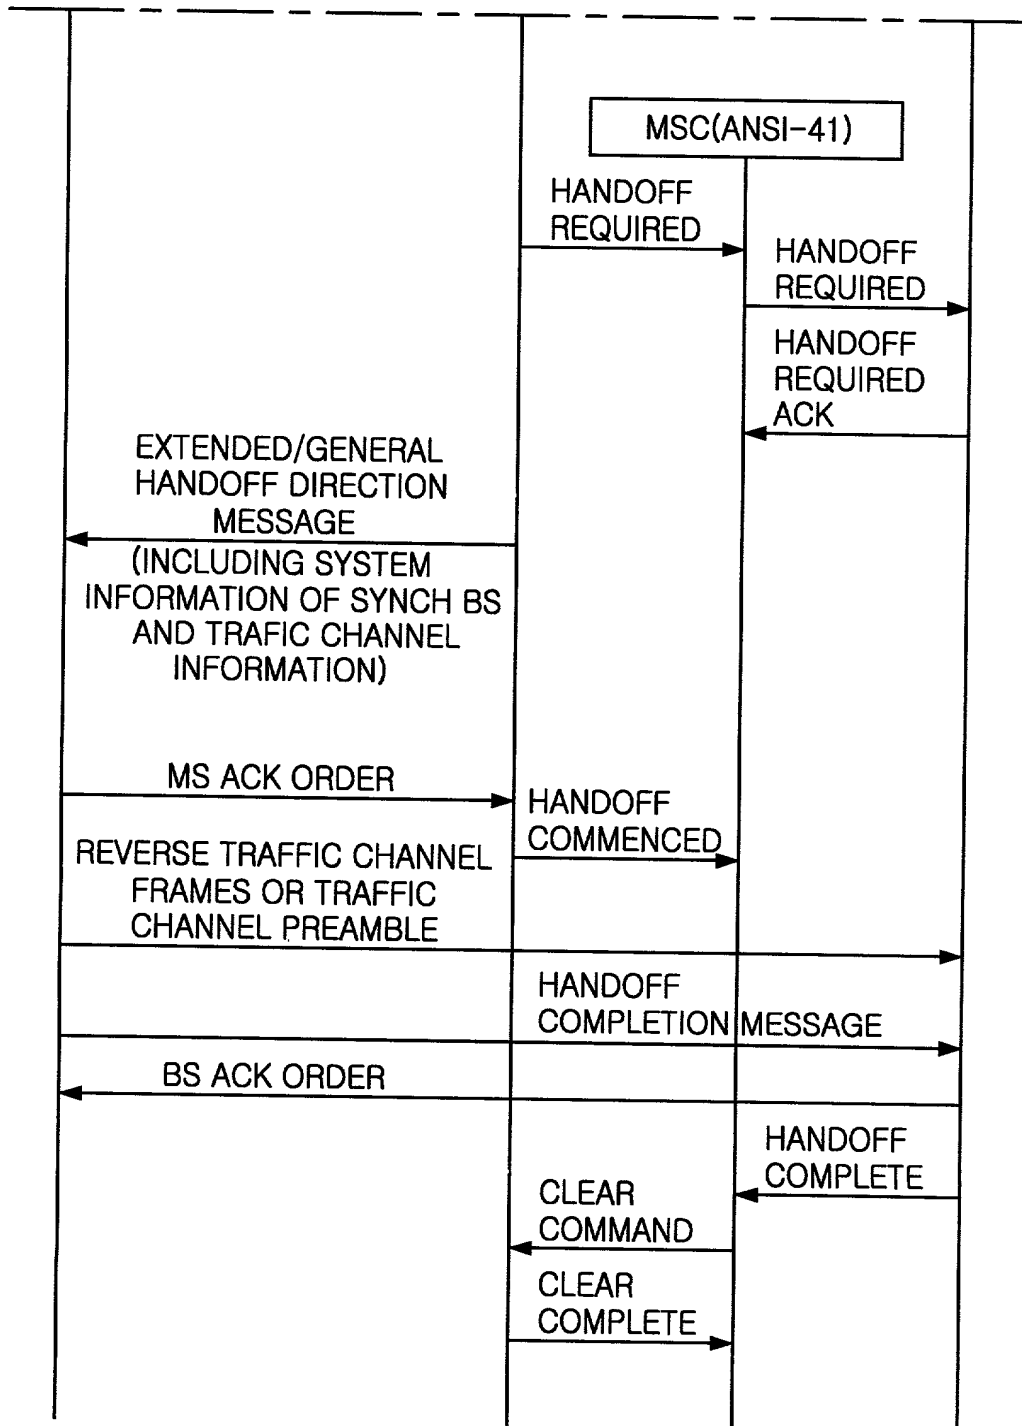 MSC(ANSI-41)
HANDOFF
REQUIRED
HANDOFF
REQUIRED
HANDOFF
REQUIRED
ACK
EXTENDED/GENERAL
HANDOFF DIRECTION
MESSAGE
(INCLUDING SYSTEM
INFORMATION OF SYNCH BS
AND TRAFIC CHANNEL
INFORMATION)
MS ACK ORDER
HANDOFF
COMMENCED
REVERSE TRAFFIC CHANNEL
FRAMES OR TRAFFIC
CHANNEL PREAMBLE
HANDOFF
COMPLETION MESSAGE
BS ACK ORDER
HANDOFF
COMPLETE
CLEAR
COMMAND
CLEAR
COMPLETE